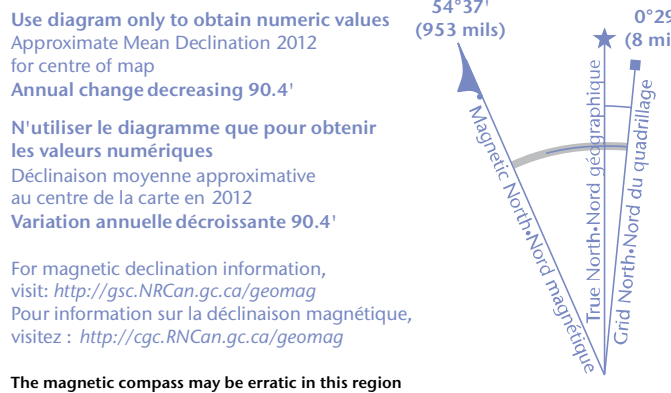 Use diagram only to obtain numeric values
Approximate Mean Declination 2012
for centre of map
Annual change decreasing 90.4'
N'utiliser le diagramme que pour obtenir
les valeurs numériques
Déclinaison moyenne approximative
au centre de la carte en 2012
Variation annuelle décroissante 90.4'
For magnetic declination information,
visit: http://gsc.NRCan.gc.ca/geomag
Pour information sur la déclinaison magnétique,
visitez : http://cgc.RNCan.gc.ca/geomag
The magnetic compass may be erratic in this region
54°37'
(953 mils)
0°29
(8 mi
Magnetic North•Nord magnétique
True North•Nord géographique
Grid North•Nord du quadrillage